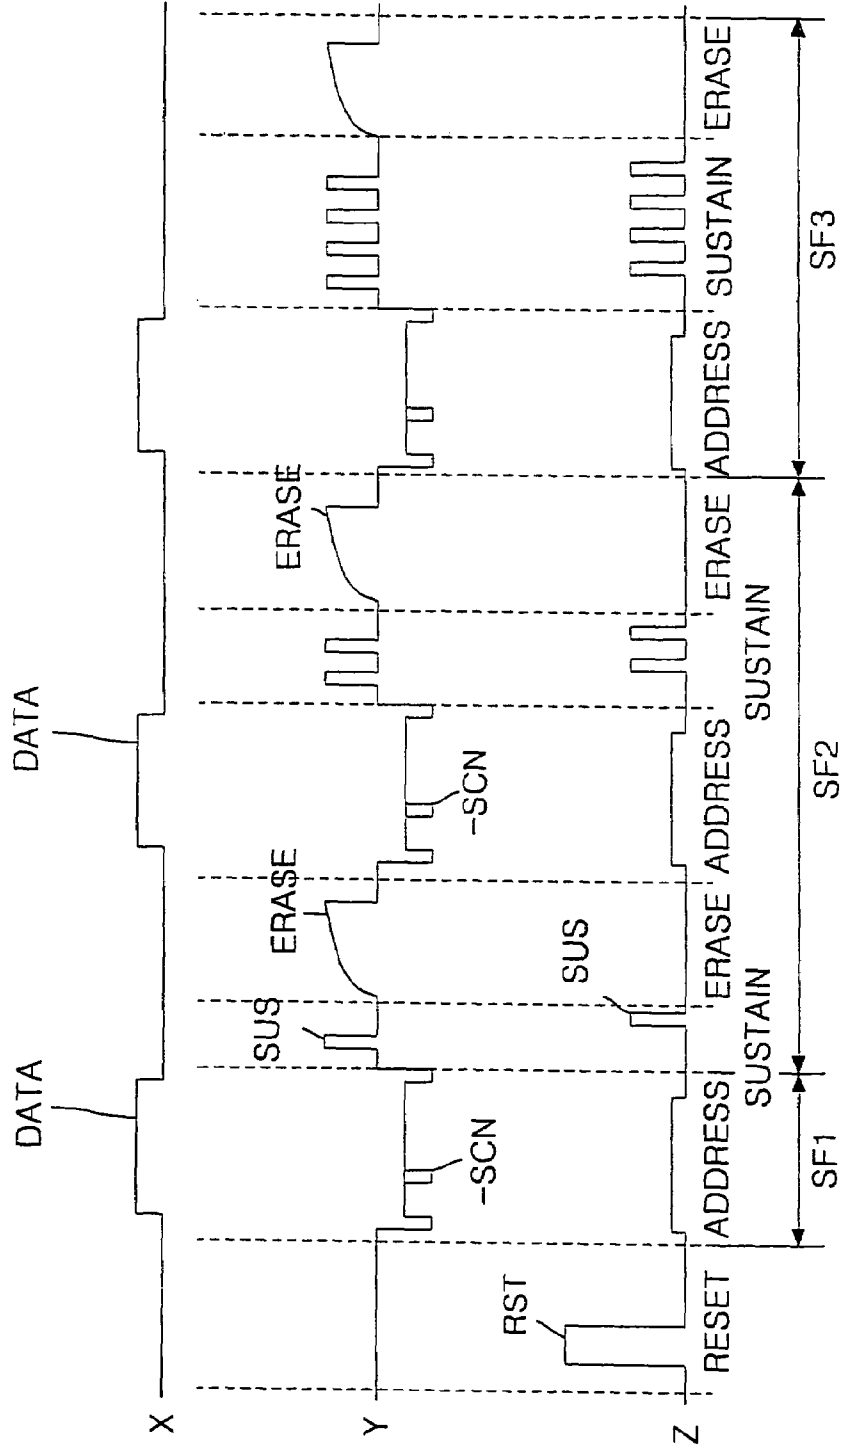 DATA
DATA
X
SUS
ERASE
ERASE
Y
-SCN
-SCN
RST
SUS
Z
RESET
ADDRESS
SUSTAIN
ERASE
ADDRESS
SUSTAIN
ERASE
ADDRESS
SUSTAIN
ERASE
SF1
SF2
SF3